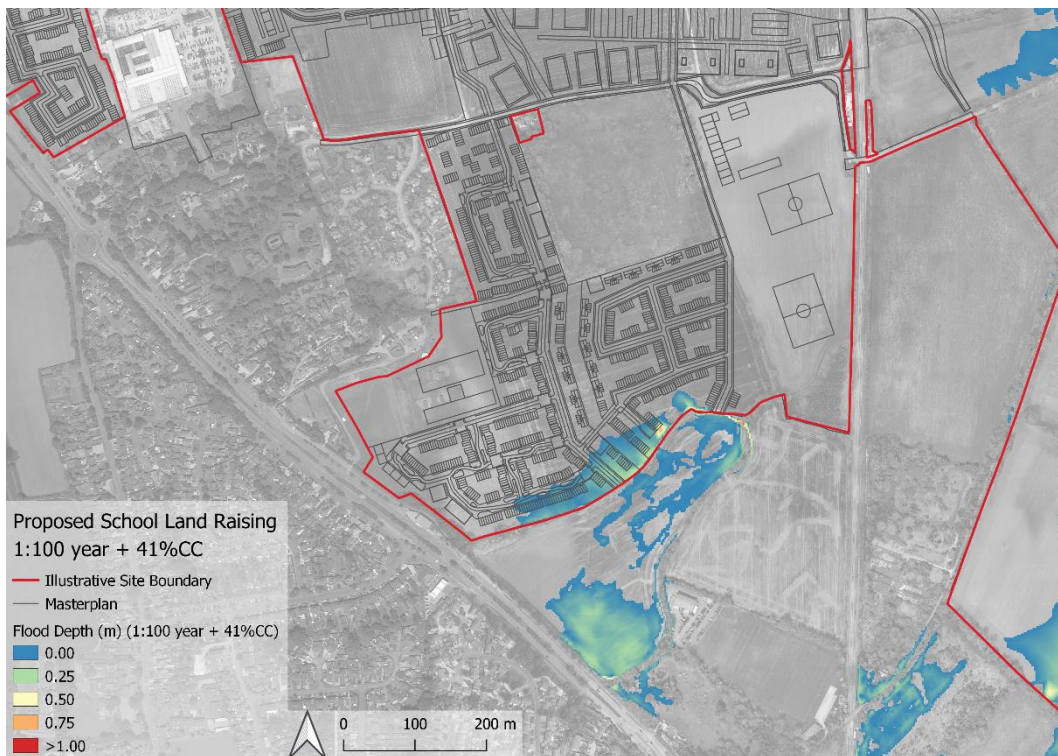 Proposed School Land Raising
1:100 year + 41%CC
Illustrative Site Boundary
Masterplan
Flood Depth (m) (1:100 year + 41%CC)
0.00
0.25
0.50
0.75
>1.00
0 100 200 m